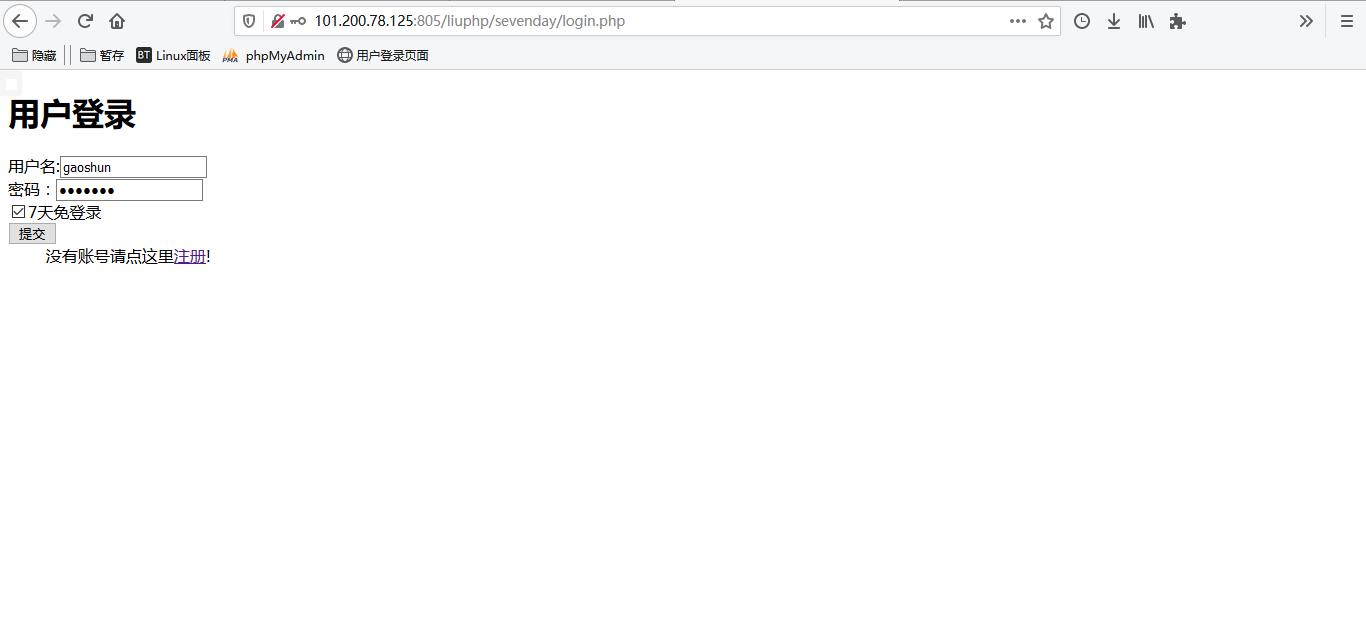 101.200.78.125:805/liuphp/sevenday/login.php
隐藏 暂存 BT Linux面板 PMA phpMyAdmin 用户登录页面
用户登录
用户名:gaoshun
密码：•••••••
7天免登录
提交
没有账号请点这里注册!